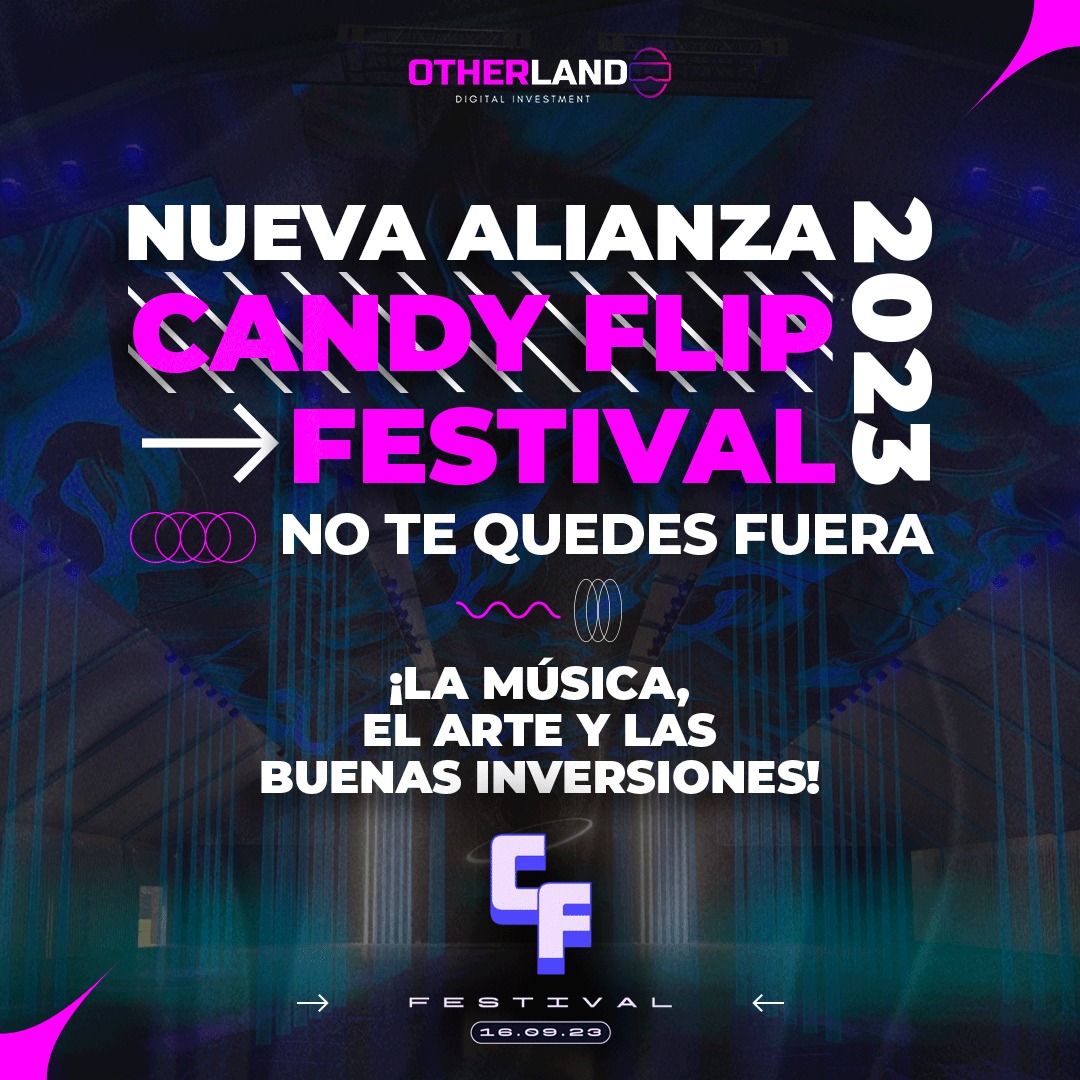 OTHERLAND
DIGITAL INVESTMENT
NUEVA ALIANZA
2023
CANDY FLIP
FESTIVAL
NO TE QUEDES FUERA
¡LA MÚSICA,
EL ARTE Y LAS
BUENAS INVERSIONES!
CF
FESTIVAL
16.09.23